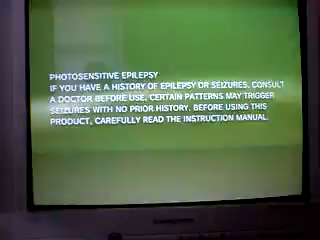 PHOTOSENSITIVE EPILEPSY
IF YOU HAVE A HISTORY OF EPILEPSY OR SEIZURES, CONSULT
A DOCTOR BEFORE USE. CERTAIN PATTERNS MAY TRIGGER
SEIZURES WITH NO PRIOR HISTORY. BEFORE USING THIS
PRODUCT, CAREFULLY READ THE INSTRUCTION MANUAL.